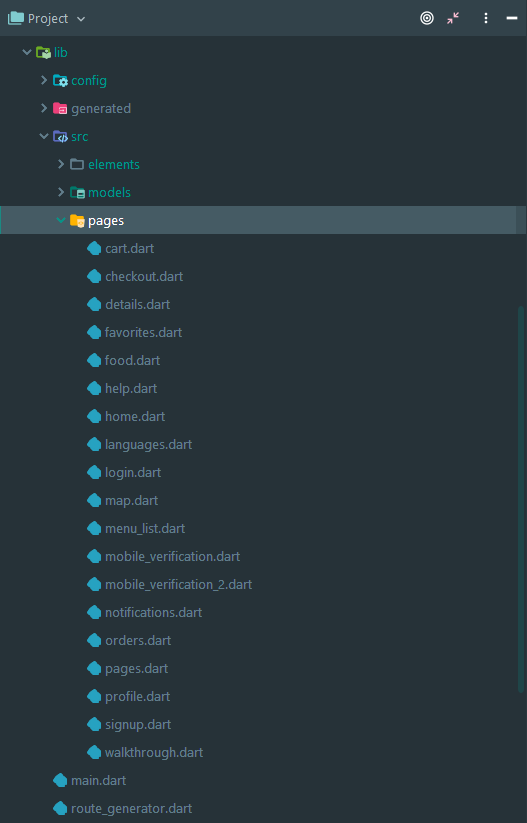 Project
lib
config
generated
src
elements
models
pages
cart.dart
checkout.dart
details.dart
favorites.dart
food.dart
help.dart
home.dart
languages.dart
login.dart
map.dart
menu_list.dart
mobile_verification.dart
mobile_verification_2.dart
notifications.dart
orders.dart
pages.dart
profile.dart
signup.dart
walkthrough.dart
main.dart
route_generator.dart